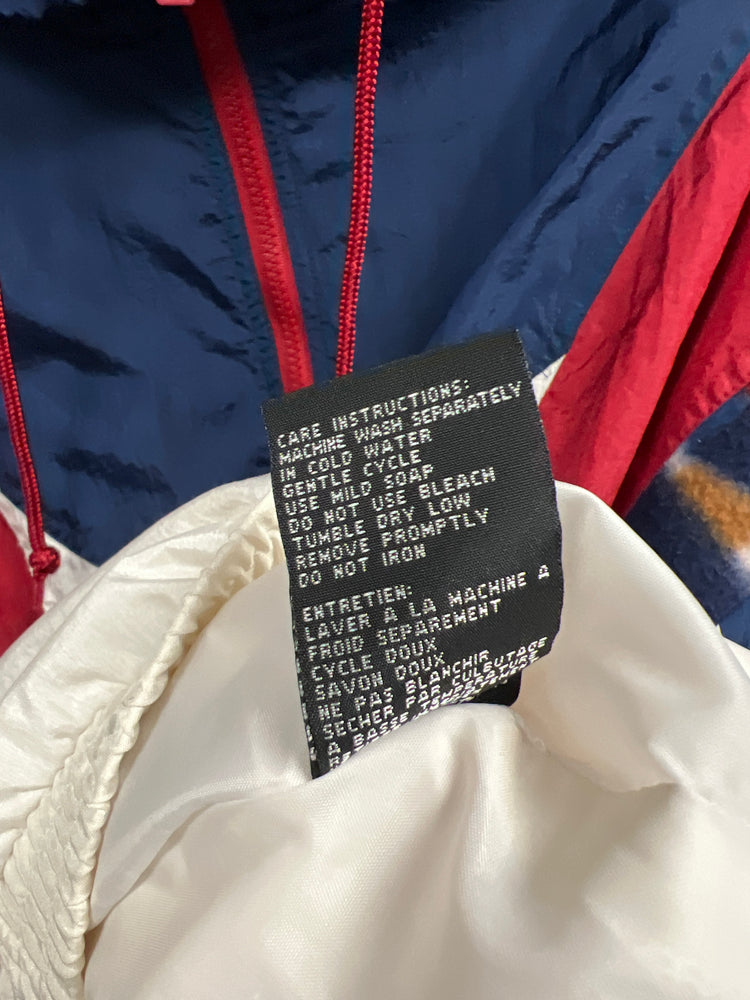 CARE INSTRUCTIONS:
MACHINE WASH SEPARATELY
IN COLD WATER
GENTLE CYCLE
USE MILD SOAP
DO NOT USE BLEACH
TUMBLE DRY LOW
REMOVE PROMPTLY
DO NOT IRON
ENTRETIEN:
LAVER A LA MACHINE A
FROID SEPAREMENT
CYCLE DOUX
SAVON DOUX
NE PAS BLANCHIR
SECHER PAR CULBUTAGE
A BASSE TEMPERATURE